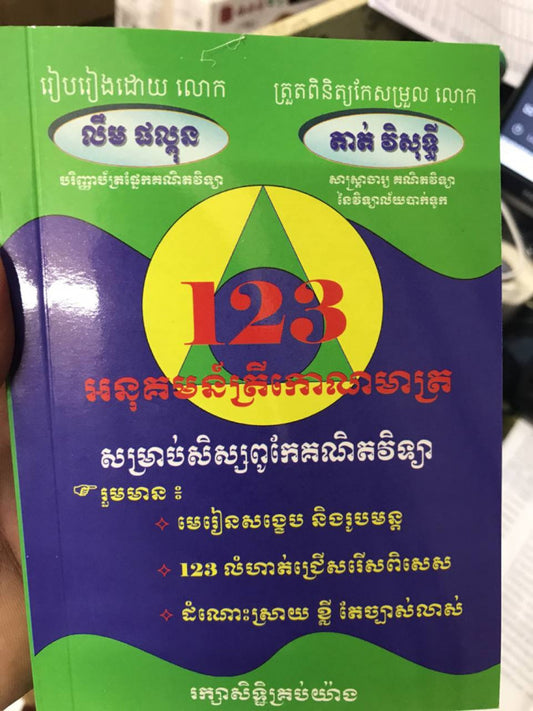 រៀបរៀងដោយ លោក
ត្រួតពិនិត្យកែសម្រួល លោក
លឹម ផល្គុន
តាត់ វិសុទ្ធី
បរិញ្ញាប័ត្រផ្នែកគណិតវិទ្យា
សាស្ត្រាចារ្យ គណិតវិទ្យា
នៃវិទ្យាល័យបាក់ទូក
123
អនុគមន៍ត្រីកោណមាត្រ
សម្រាប់សិស្សពូកែគណិតវិទ្យា
រួមមាន ៖
មេរៀនសង្ខេប និងរូបមន្ត
123 លំហាត់ជ្រើសរើសពិសេស
ដំណោះស្រាយ ខ្លី តែច្បាស់លាស់
រក្សាសិទ្ធិគ្រប់យ៉ាង